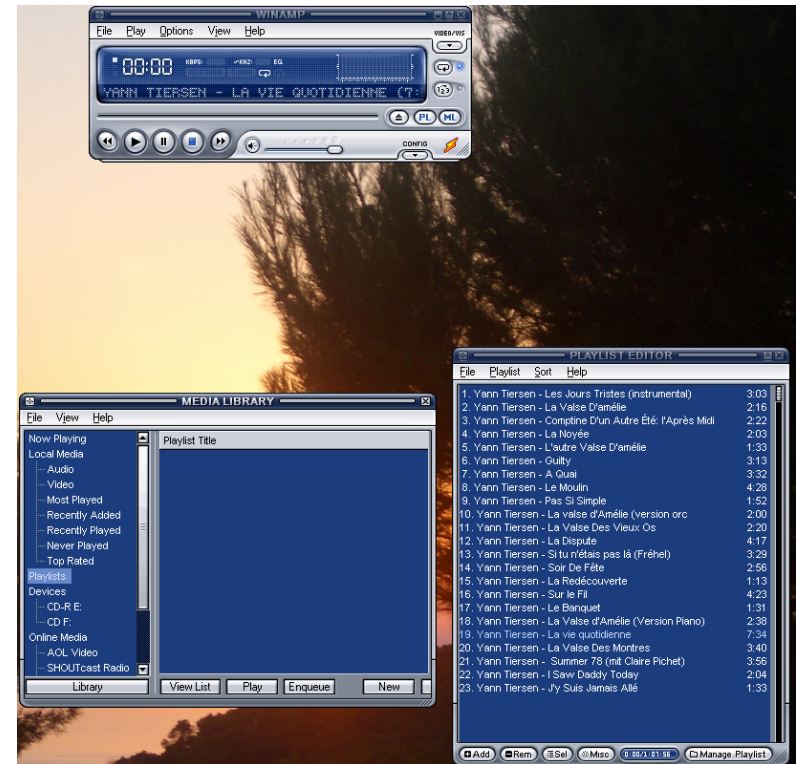 WINAMP
File Play Options View Help
VIDEO/VIS
00:00 KBPS: KHZ: EQ
YANN TIERSEN - LA VIE QUOTIDIENNE (7:
123
PL ML
CONFIG
PLAYLIST EDITOR
File Playlist Sort Help
1. Yann Tiersen - Les Jours Tristes (instrumental) 3:03
2. Yann Tiersen - La Valse D'amélie 2:16
3. Yann Tiersen - Comptine D'un Autre Été: l'Après Midi 2:22
4. Yann Tiersen - La Noyée 2:03
5. Yann Tiersen - L'autre Valse D'amélie 1:33
6. Yann Tiersen - Guilty 3:13
7. Yann Tiersen - A Quai 3:32
8. Yann Tiersen - Le Moulin 4:28
9. Yann Tiersen - Pas Si Simple 1:52
10. Yann Tiersen - La valse d'Amélie (version orc 2:00
11. Yann Tiersen - La Valse Des Vieux Os 2:20
12. Yann Tiersen - La Dispute 4:17
13. Yann Tiersen - Si tu n'étais pas là (Fréhel) 3:29
14. Yann Tiersen - Soir De Fête 2:56
15. Yann Tiersen - La Redécouverte 1:13
16. Yann Tiersen - Sur le Fil 4:23
17. Yann Tiersen - Le Banquet 1:31
18. Yann Tiersen - La Valse d'Amélie (Version Piano) 2:38
19. Yann Tiersen - La vie quotidienne 7:34
20. Yann Tiersen - La Valse Des Montres 3:40
21. Yann Tiersen - Summer 78 (mit Claire Pichet) 3:56
22. Yann Tiersen - I Saw Daddy Today 2:04
23. Yann Tiersen - J'y Suis Jamais Allé 1:33
Add Rem Sel Misc 0:00/1:07:56 Manage Playlist
MEDIA LIBRARY
File View Help
Now Playing
Local Media
Audio
Video
Most Played
Recently Added
Recently Played
Never Played
Top Rated
Playlists
Devices
CD-R E:
CD F:
Online Media
AOL Video
SHOUTcast Radio
Library
Playlist Title
View List Play Enqueue New